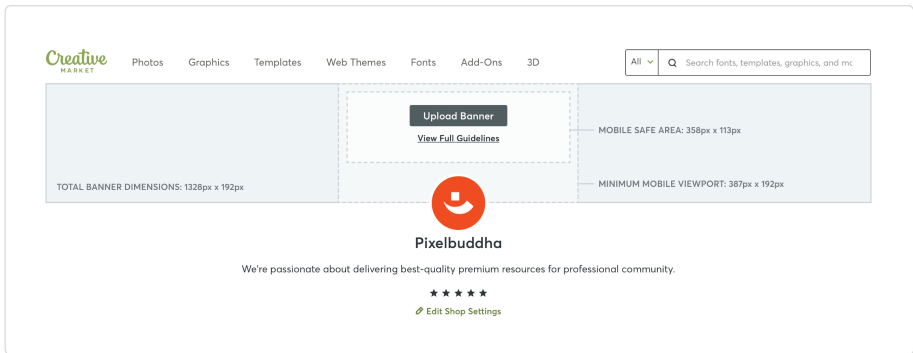 Creative
MARKET
Photos
Graphics
Templates
Web Themes
Fonts
Add-Ons
3D
All
Search fonts, templates, graphics, and mc
Upload Banner
View Full Guidelines
MOBILE SAFE AREA: 358px x 113px
TOTAL BANNER DIMENSIONS: 1328px x 192px
MINIMUM MOBILE VIEWPORT: 387px x 192px
Pixelbuddha
We're passionate about delivering best-quality premium resources for professional community.
Edit Shop Settings